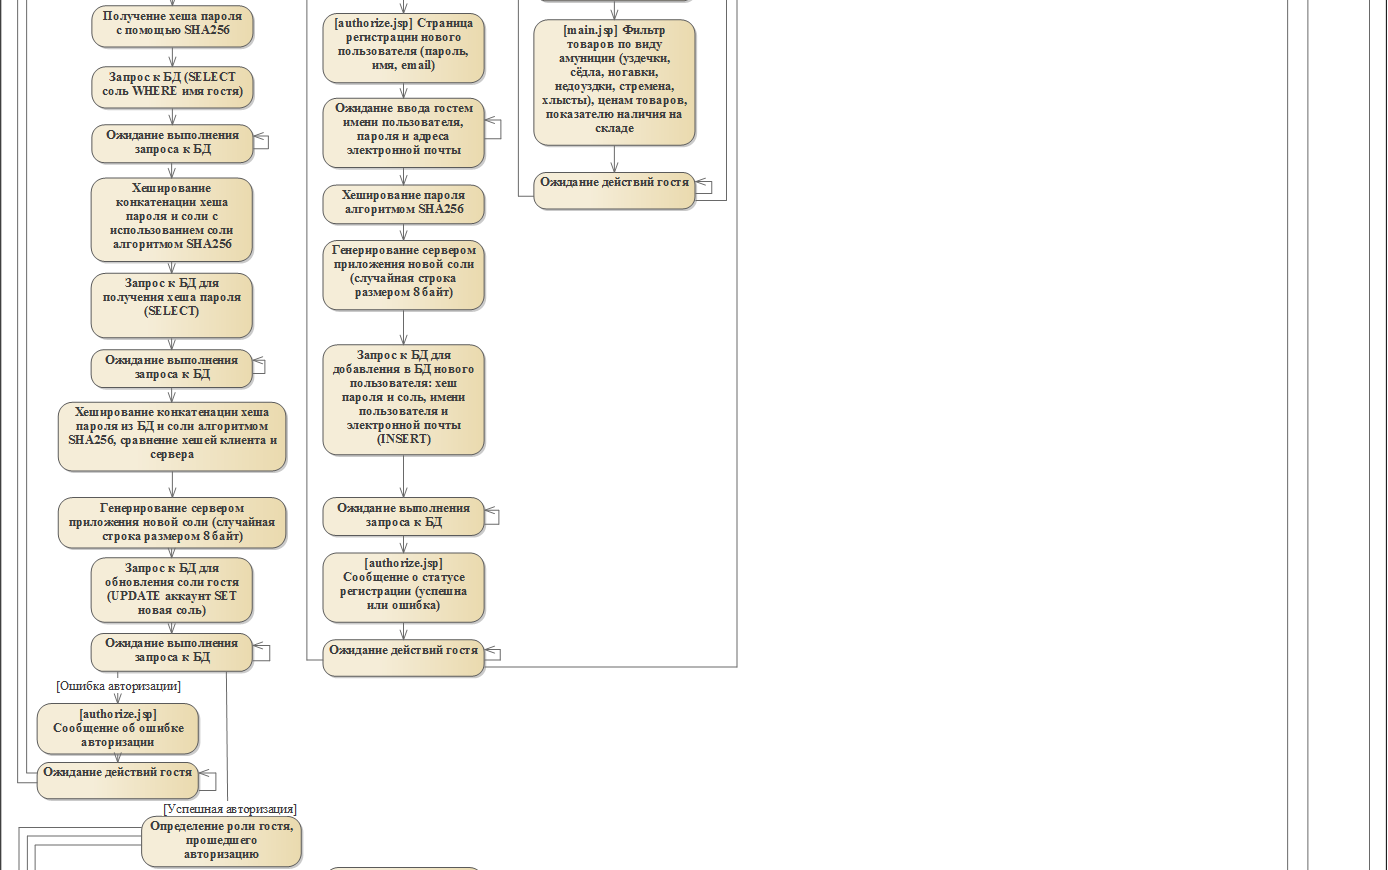 Получение хеша пароля
с помощью SHA256
Запрос к БД (SELECT
соль WHERE имя гостя)
Ожидание выполнения
запроса к БД
Хеширование
конкатенации хеша
пароля и соли с
использованием соли
алгоритмом SHA256
Запрос к БД для
получения хеша пароля
(SELECT)
Ожидание выполнения
запроса к БД
Хеширование конкатенации хеша
пароля из БД и соли алгоритмом
SHA256, сравнение хешей клиента и
сервера
Генерирование сервером
приложения новой соли (случайная
строка размером 8 байт)
Запрос к БД для
обновления соли гостя
(UPDATE аккаунт SET
новая соль)
Ожидание выполнения
запроса к БД
[Ошибка авторизации]
[authorize.jsp]
Сообщение об ошибке
авторизации
Ожидание действий гостя
[Успешная авторизация]
Определение роли гостя,
прошедшего
авторизацию
[authorize.jsp] Страница
регистрации нового
пользователя (пароль,
имя, email)
Ожидание ввода гостем
имени пользователя,
пароля и адреса
электронной почты
Хеширование пароля
алгоритмом SHA256
Генерирование сервером
приложения новой соли
(случайная строка
размером 8 байт)
Запрос к БД для
добавления в БД нового
пользователя: хеш
пароля и соль, имени
пользователя и
электронной почты
(INSERT)
Ожидание выполнения
запроса к БД
[authorize.jsp]
Сообщение о статусе
регистрации (успешна
или ошибка)
Ожидание действий гостя
[main.jsp] Фильтр
товаров по виду
амуниции (уздечки,
сёдла, ногавки,
недоуздки, стремена,
хлысты), ценам товаров,
показателю наличия на
складе
Ожидание действий гостя